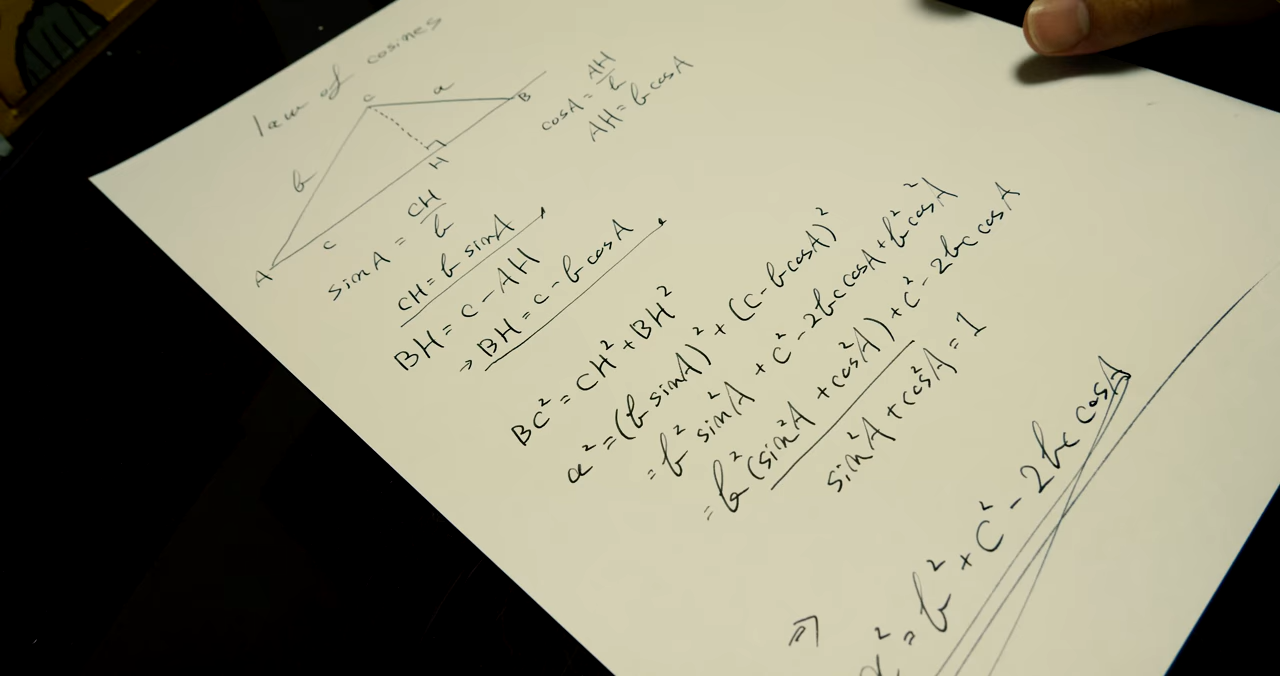 law of cosines
C
a
B
b
H
c
A
cosA = AH/b
AH = b cosA
sinA = CH/b
CH = b sinA
BH = c - AH
→ BH = c - b cosA
BC² = CH² + BH²
a² = (b sinA)² + (c - b cosA)²
= b² sin²A + c² - 2bc cosA + b² cos²A
= b² (sin²A + cos²A) + c² - 2bc cosA
sin²A + cos²A = 1
⇒ a² = b² + c² - 2bc cosA